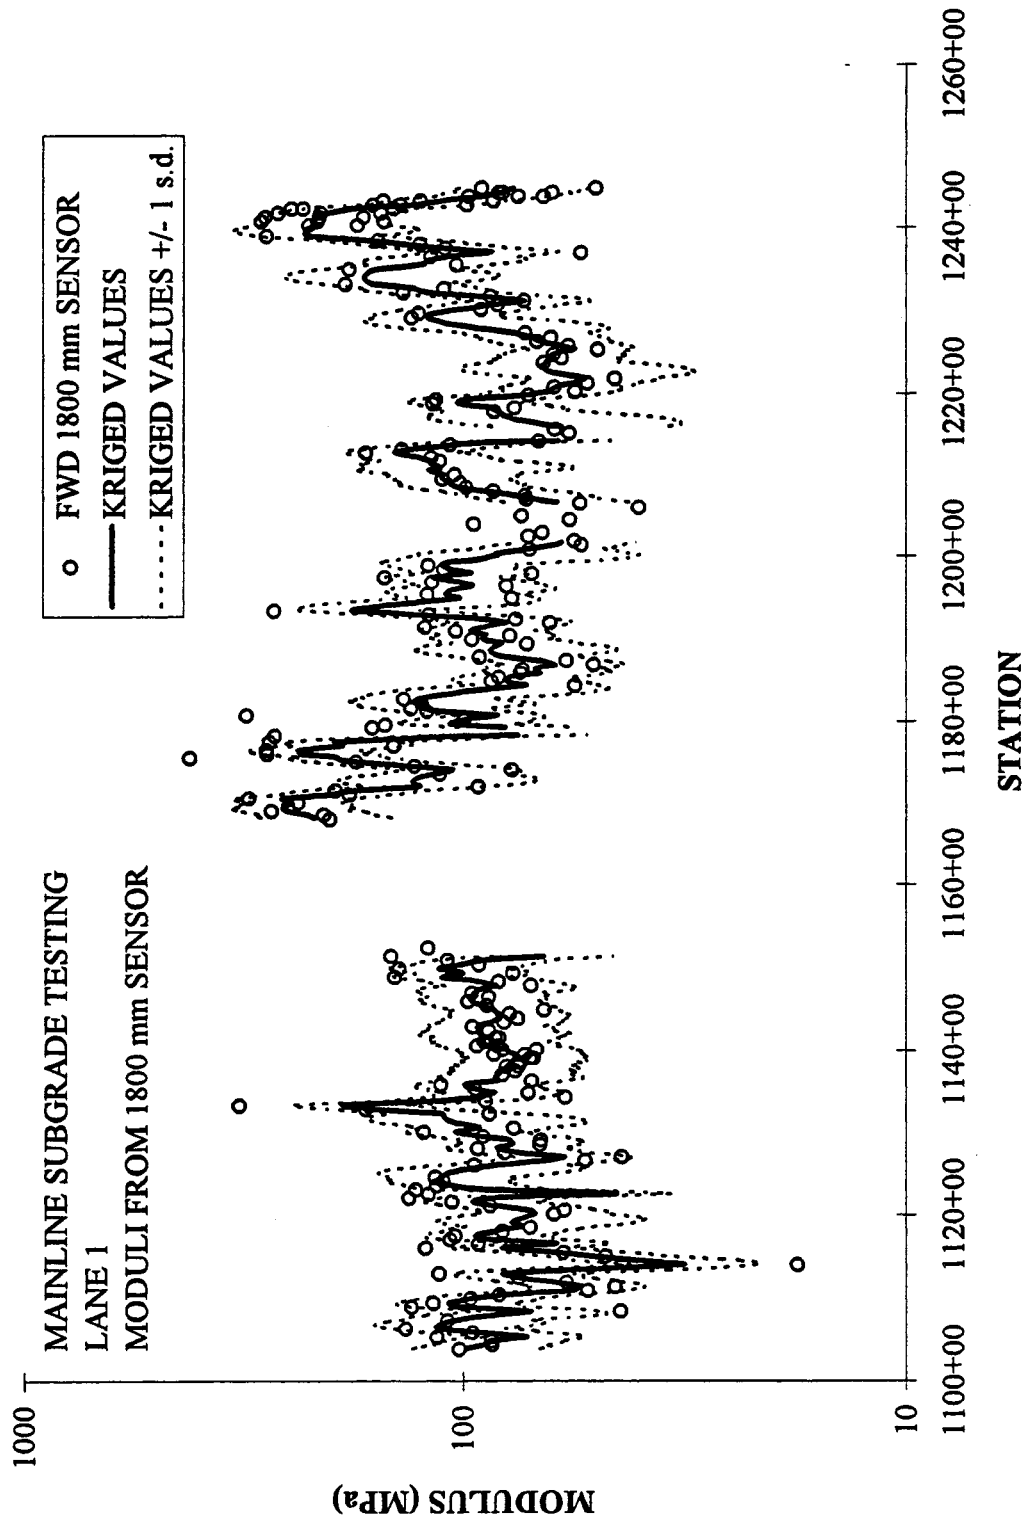 MAINLINE SUBGRADE TESTING
LANE 1
MODULI FROM 1800 mm SENSOR
FWD 1800 mm SENSOR
KRIGED VALUES
KRIGED VALUES +/- 1 s.d.
MODULUS (MPa)
1000
100
10
1100+00
1120+00
1140+00
1160+00
1180+00
1200+00
1220+00
1240+00
1260+00
STATION